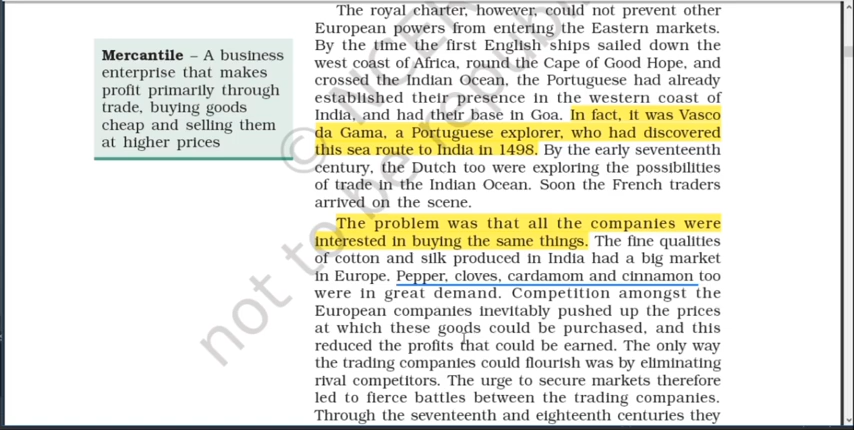 The royal charter, however, could not prevent other
European powers from entering the Eastern markets.
By the time the first English ships sailed down the
west coast of Africa, round the Cape of Good Hope, and
crossed the Indian Ocean, the Portuguese had already
established their presence in the western coast of
India, and had their base in Goa. In fact, it was Vasco
da Gama, a Portuguese explorer, who had discovered
this sea route to India in 1498. By the early seventeenth
century, the Dutch too were exploring the possibilities
of trade in the Indian Ocean. Soon the French traders
arrived on the scene.
The problem was that all the companies were
interested in buying the same things. The fine qualities
of cotton and silk produced in India had a big market
in Europe. Pepper, cloves, cardamom and cinnamon too
were in great demand. Competition amongst the
European companies inevitably pushed up the prices
at which these goods could be purchased, and this
reduced the profits that could be earned. The only way
the trading companies could flourish was by eliminating
rival competitors. The urge to secure markets therefore
led to fierce battles between the trading companies.
Through the seventeenth and eighteenth centuries they
Mercantile – A business
enterprise that makes
profit primarily through
trade, buying goods
cheap and selling them
at higher prices
not to be repub
© NCE